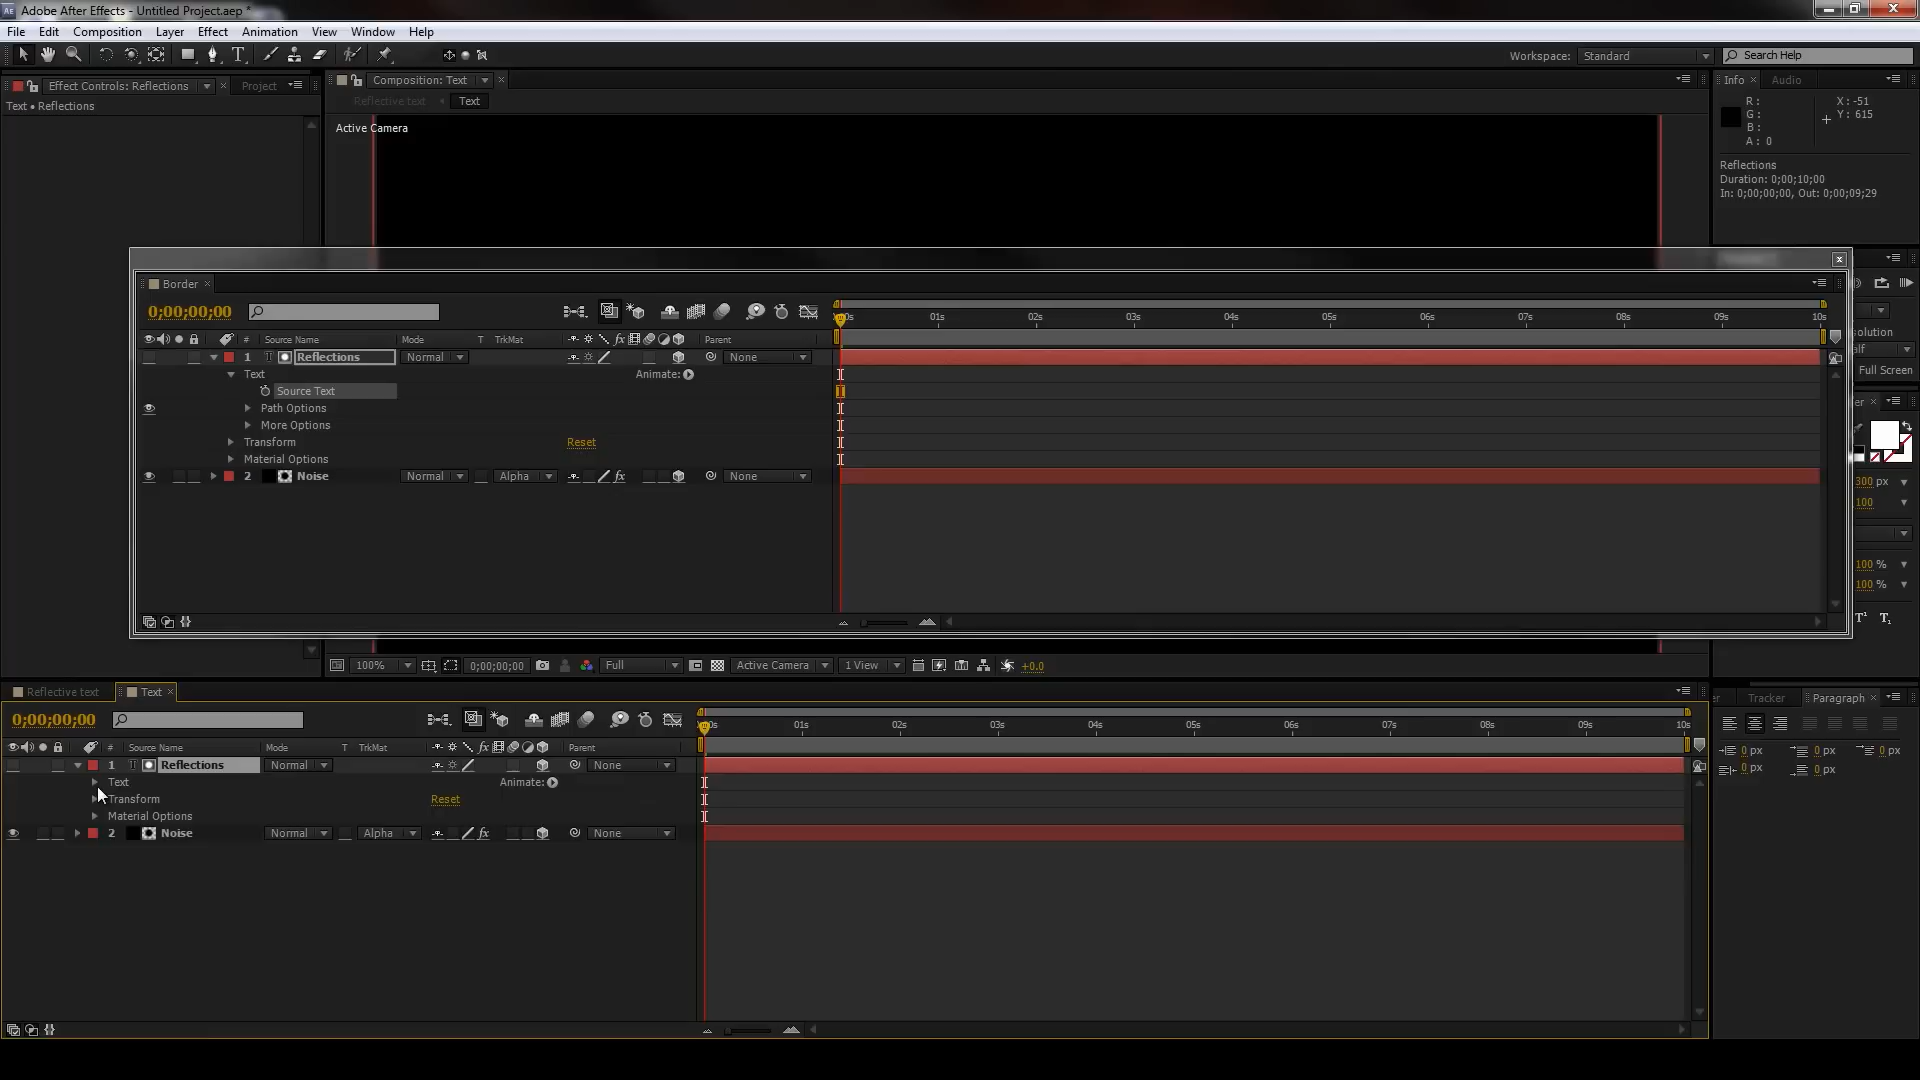 Adobe After Effects - Untitled Project.aep *
File Edit Composition Layer Effect Animation View Window Help
Workspace: Standard Search Help
Effect Controls: Reflections Project
Composition: Text
Info Audio
Text • Reflections
Reflective text Text
Active Camera
R: X: -51
G: Y: 615
B:
A: 0
Reflections
Duration: 0;00;10;00
In: 0;00;00;00, Out: 0;00;09;29
Border
0;00;00;00
01s 02s 03s 04s 05s 06s 07s 08s 09s 10s
# Source Name Mode T TrkMat Parent
1 T Reflections Normal None
Text Animate:
Source Text
Path Options
More Options
Transform Reset
Material Options
2 Noise Normal Alpha fx None
Full Screen
300 px
100
100 %
100 %
100% 0;00;00;00 Full Active Camera 1 View +0.0
Reflective text Text
Tracker Paragraph
0;00;00;00
01s 02s 03s 04s 05s 06s 07s 08s 09s 10s
# Source Name Mode T TrkMat fx Parent
1 T Reflections Normal None
Text Animate:
Transform Reset
Material Options
2 Noise Normal Alpha fx None
0 px 0 px 0 px
0 px 0 px